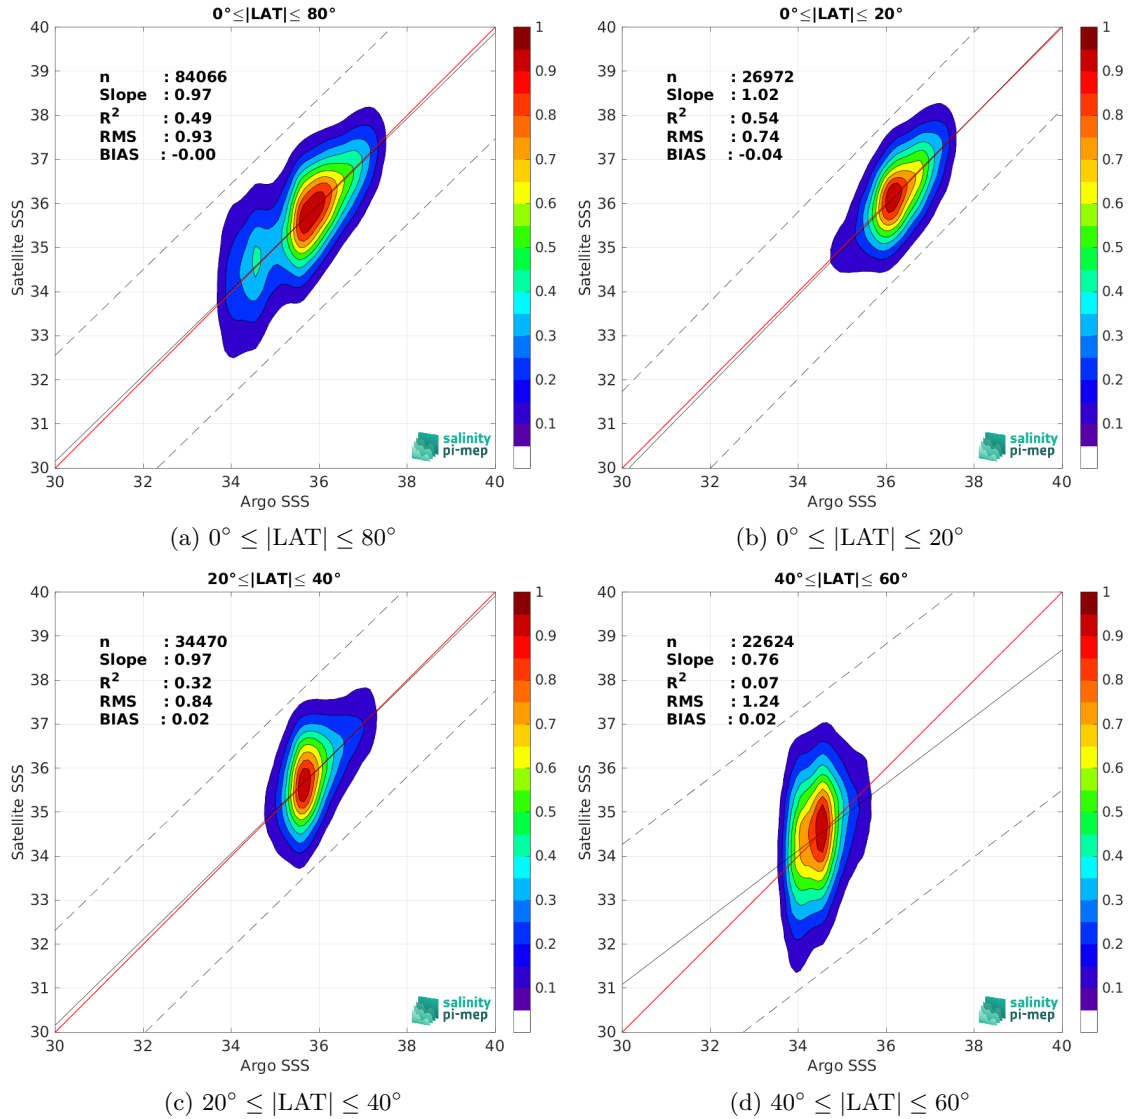 0°≤|LAT|≤ 80°
n : 84066
Slope : 0.97
R² : 0.49
RMS : 0.93
BIAS : -0.00
Satellite SSS
40
39
38
37
36
35
34
33
32
31
30
30 32 34 36 38 40
Argo SSS
1
0.9
0.8
0.7
0.6
0.5
0.4
0.3
0.2
0.1
salinity
pi-mep
(a) 0° ≤ |LAT| ≤ 80°
0°≤|LAT|≤ 20°
n : 26972
Slope : 1.02
R² : 0.54
RMS : 0.74
BIAS : -0.04
Satellite SSS
40
39
38
37
36
35
34
33
32
31
30
30 32 34 36 38 40
Argo SSS
1
0.9
0.8
0.7
0.6
0.5
0.4
0.3
0.2
0.1
salinity
pi-mep
(b) 0° ≤ |LAT| ≤ 20°
20°≤|LAT|≤ 40°
n : 34470
Slope : 0.97
R² : 0.32
RMS : 0.84
BIAS : 0.02
Satellite SSS
40
39
38
37
36
35
34
33
32
31
30
30 32 34 36 38 40
Argo SSS
1
0.9
0.8
0.7
0.6
0.5
0.4
0.3
0.2
0.1
salinity
pi-mep
(c) 20° ≤ |LAT| ≤ 40°
40°≤|LAT|≤ 60°
n : 22624
Slope : 0.76
R² : 0.07
RMS : 1.24
BIAS : 0.02
Satellite SSS
40
39
38
37
36
35
34
33
32
31
30
30 32 34 36 38 40
Argo SSS
1
0.9
0.8
0.7
0.6
0.5
0.4
0.3
0.2
0.1
salinity
pi-mep
(d) 40° ≤ |LAT| ≤ 60°